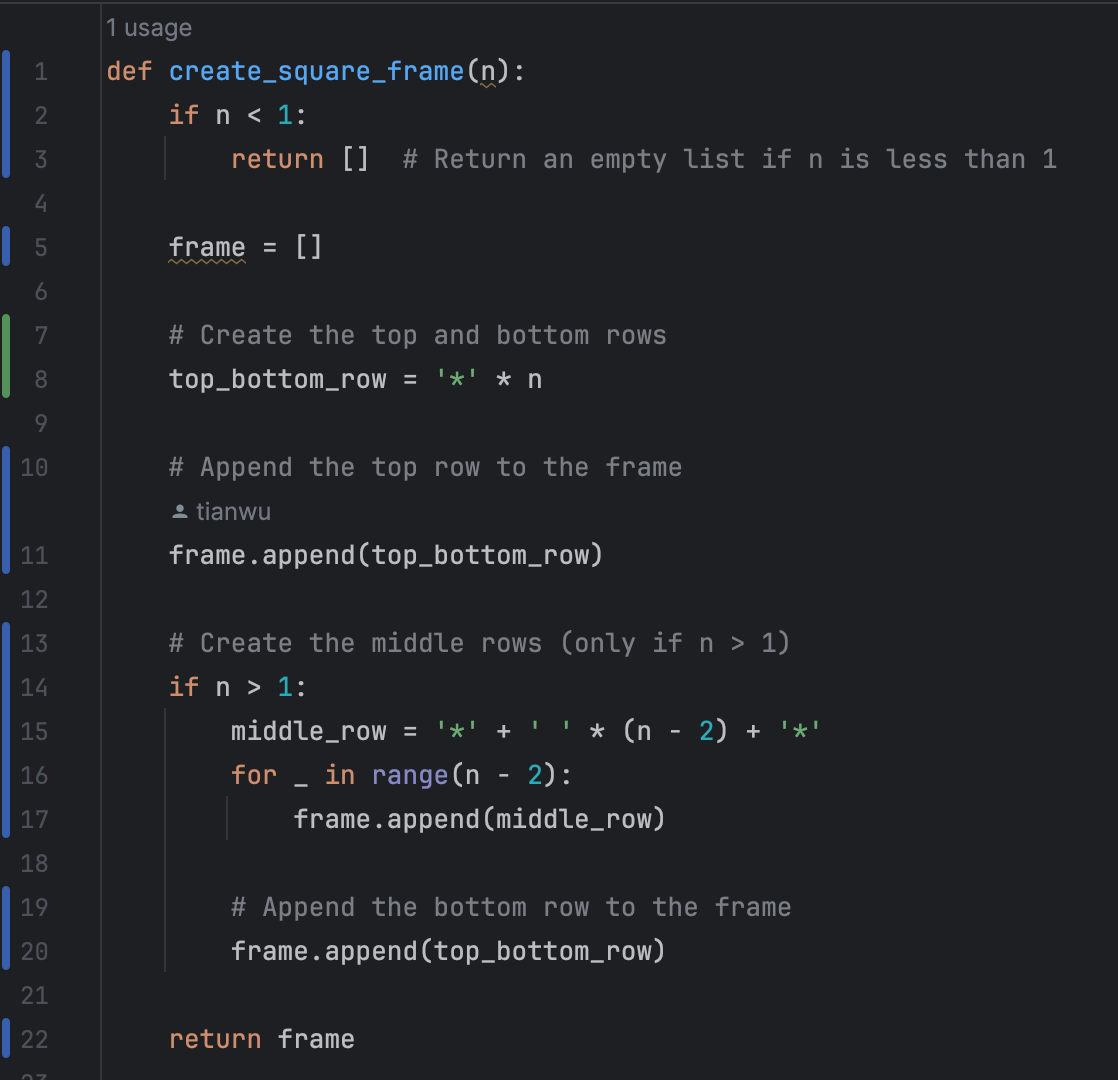 1 usage
1 def create_square_frame(n):
2     if n < 1:
3         return []  # Return an empty list if n is less than 1
4
5     frame = []
6
7     # Create the top and bottom rows
8     top_bottom_row = '*' * n
9
10     # Append the top row to the frame
tianwu
11     frame.append(top_bottom_row)
12
13     # Create the middle rows (only if n > 1)
14     if n > 1:
15         middle_row = '*' + ' ' * (n - 2) + '*'
16         for _ in range(n - 2):
17             frame.append(middle_row)
18
19         # Append the bottom row to the frame
20         frame.append(top_bottom_row)
21
22     return frame
23